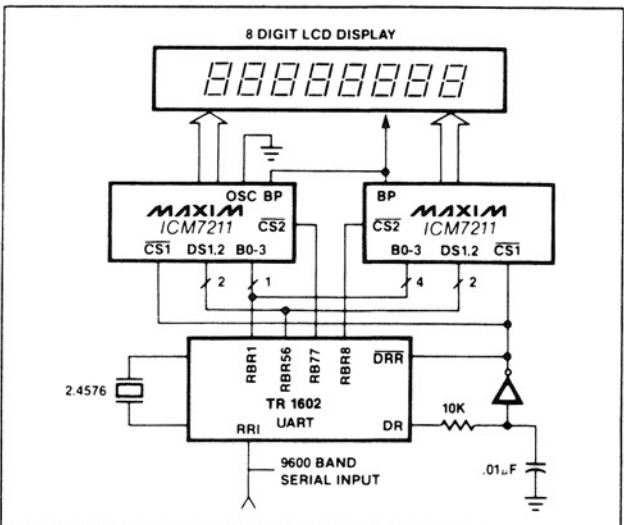 8 DIGIT LCD DISPLAY
OSC BP
MAXIM
ICM7211
CS2
CS1 DS1,2 B0-3
BP
MAXIM
ICM7211
CS2
B0-3 DS1,2 CS1
2 1 4 2
RBR1 RBR56 RB77 RBR8 DRR
2.4576
TR 1602
UART
RRI
DR
10K
.01μF
9600 BAND
SERIAL INPUT